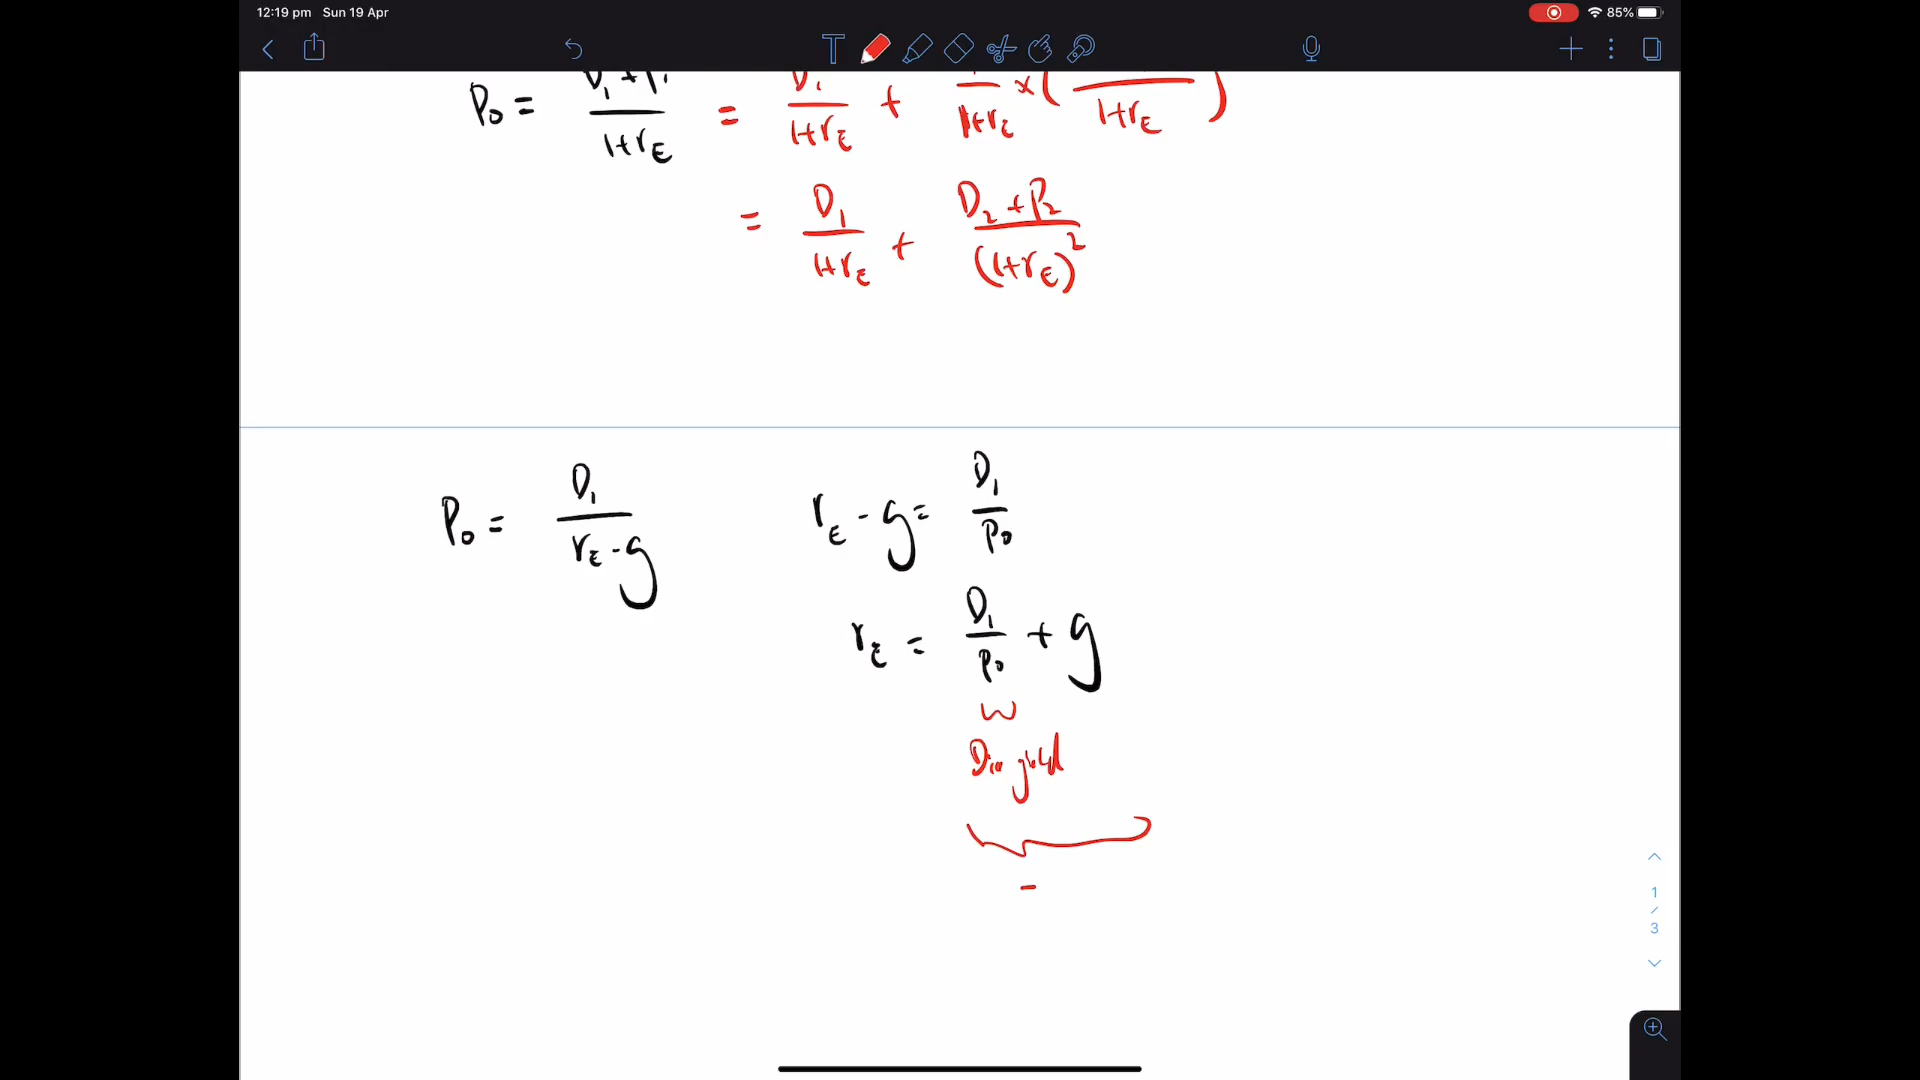 12:19 pm Sun 19 Apr 85%
P₀ = D₁ + P₁ / 1+r_E = D₁ / 1+r_E + 1 / 1+r_E × ( / 1+r_E )
= D₁ / 1+r_E + D₂ + P₂ / (1+r_E)²
P₀ = D₁ / r_E - g
r_E - g = D₁ / P₀
r_E = D₁ / P₀ + g
1 / 3